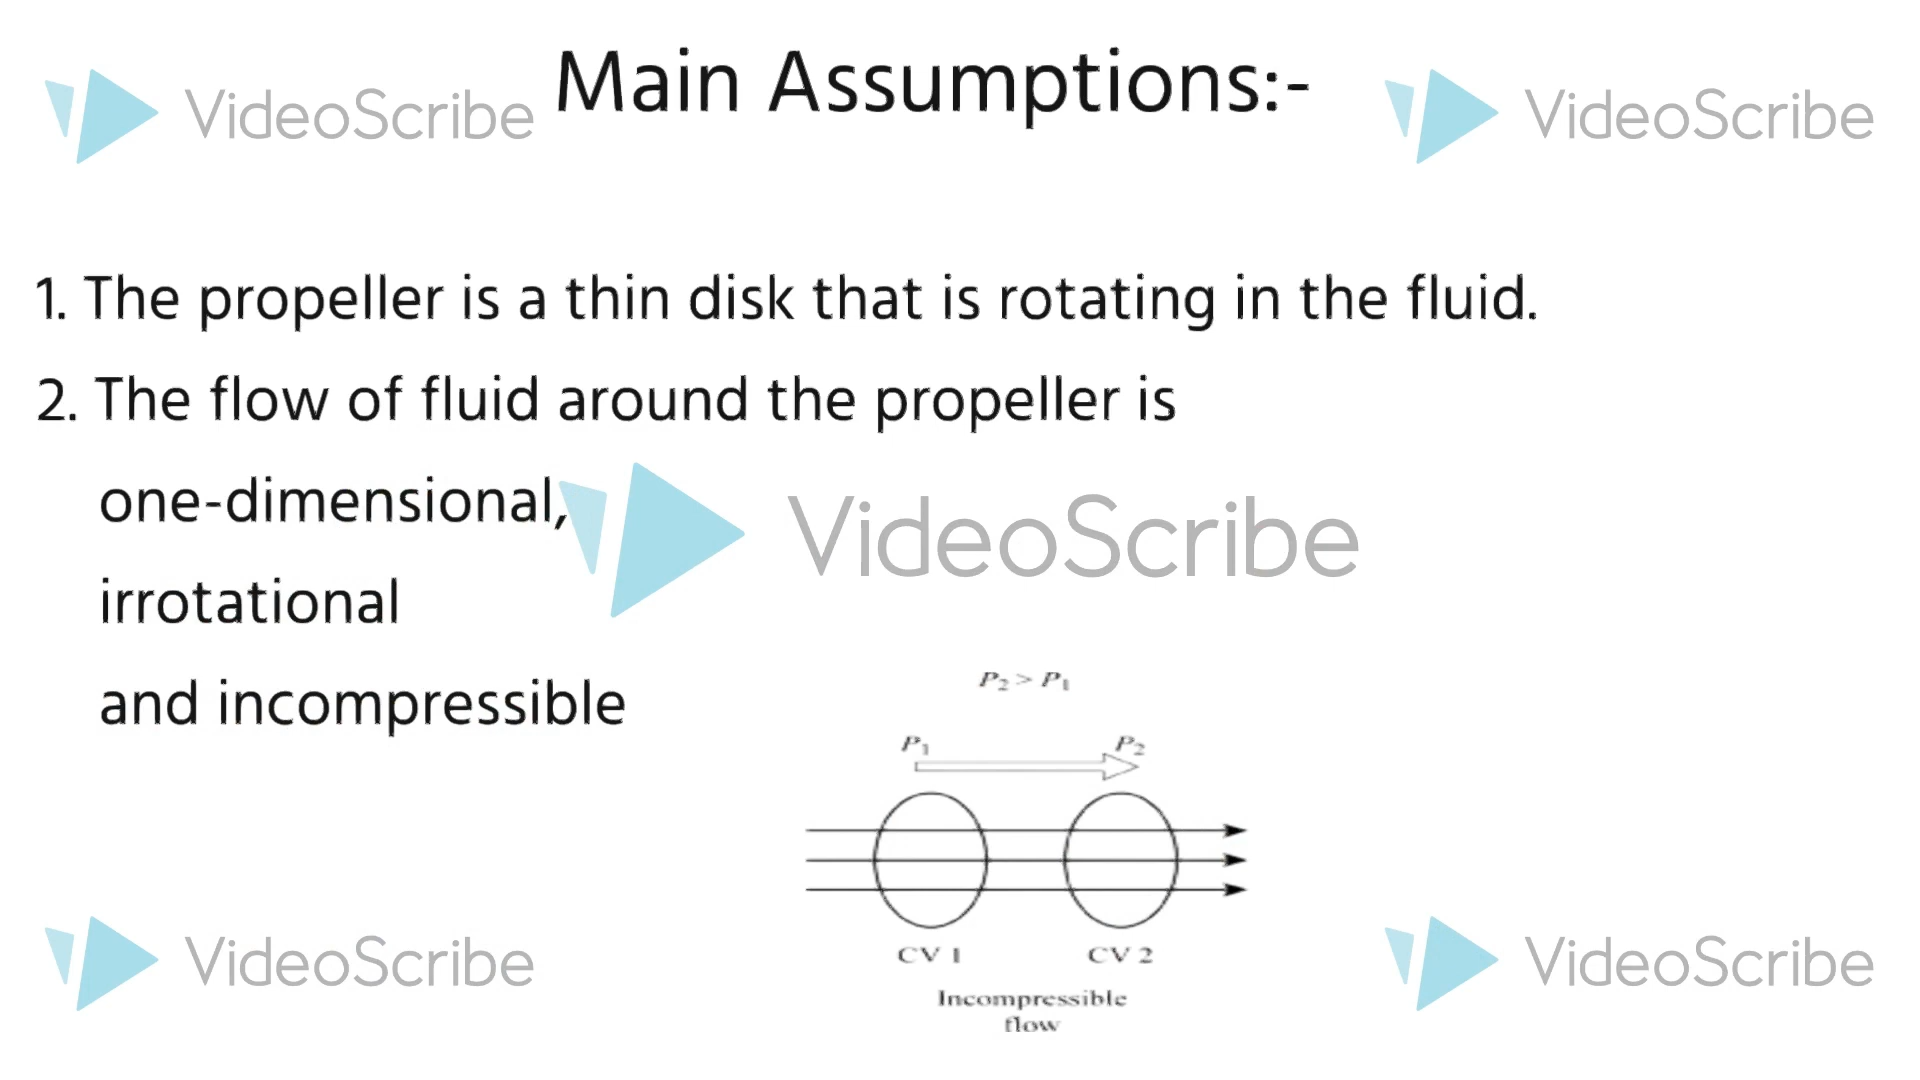 Main Assumptions:-
VideoScribe
VideoScribe
1. The propeller is a thin disk that is rotating in the fluid.
2. The flow of fluid around the propeller is
one-dimensional,
VideoScribe
irrotational
and incompressible
P₂ > P₁
P₁ P₂
CV 1 CV 2
VideoScribe
VideoScribe
Incompressible
flow